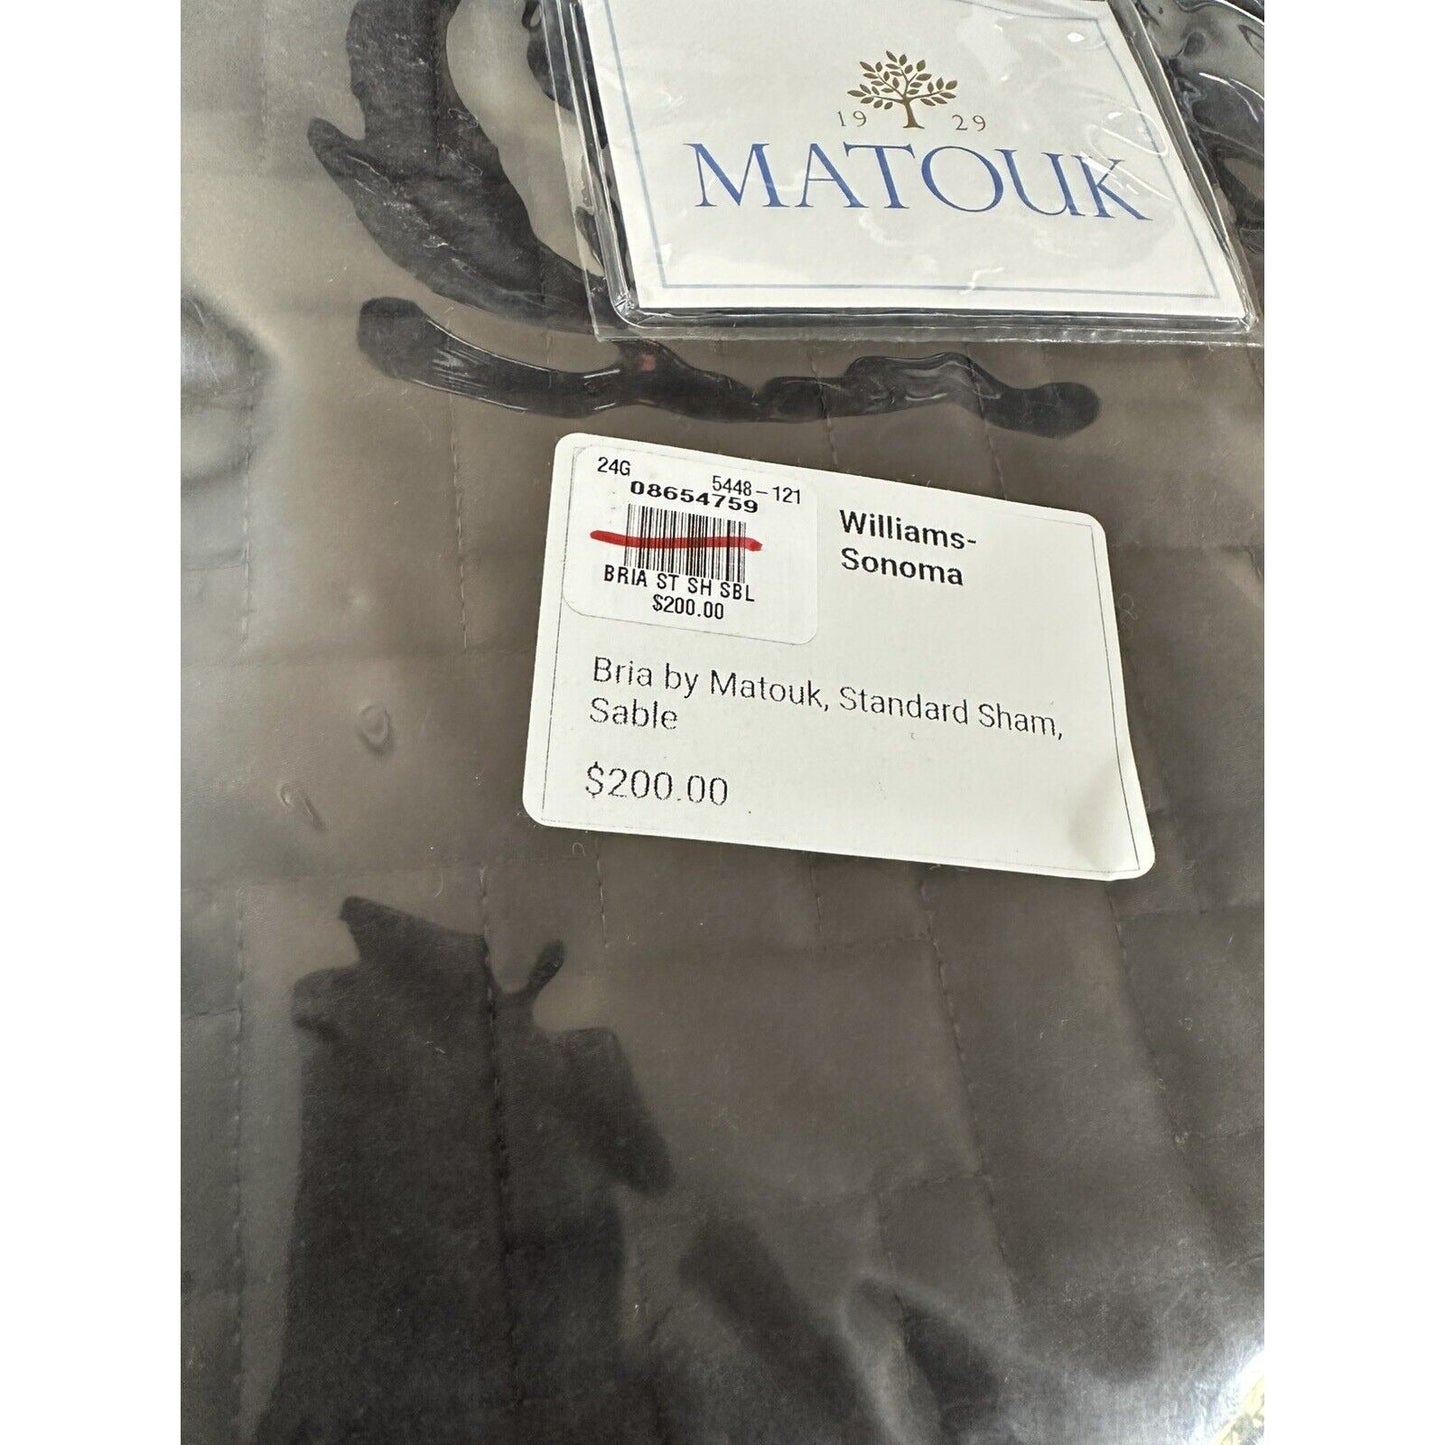 19 29
MATOUK
24G 5448-121
08654759
BRIA ST SH SBL
$200.00
Williams-
Sonoma
Bria by Matouk, Standard Sham,
Sable
$200.00